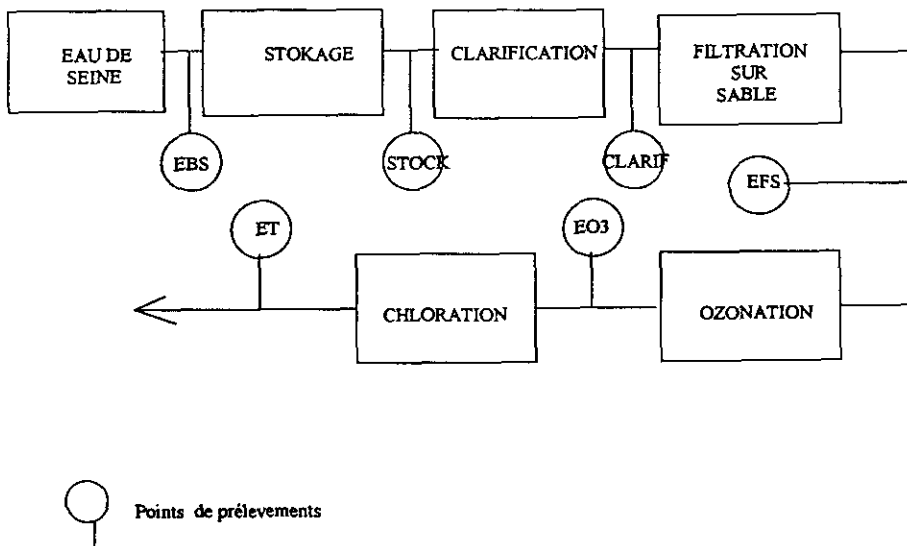 EAU DE
SEINE
STOKAGE
CLARIFICATION
FILTRATION
SUR
SABLE
EBS
STOCK
CLARIF
EFS
ET
EO3
CHLORATION
OZONATION
Points de prélevements